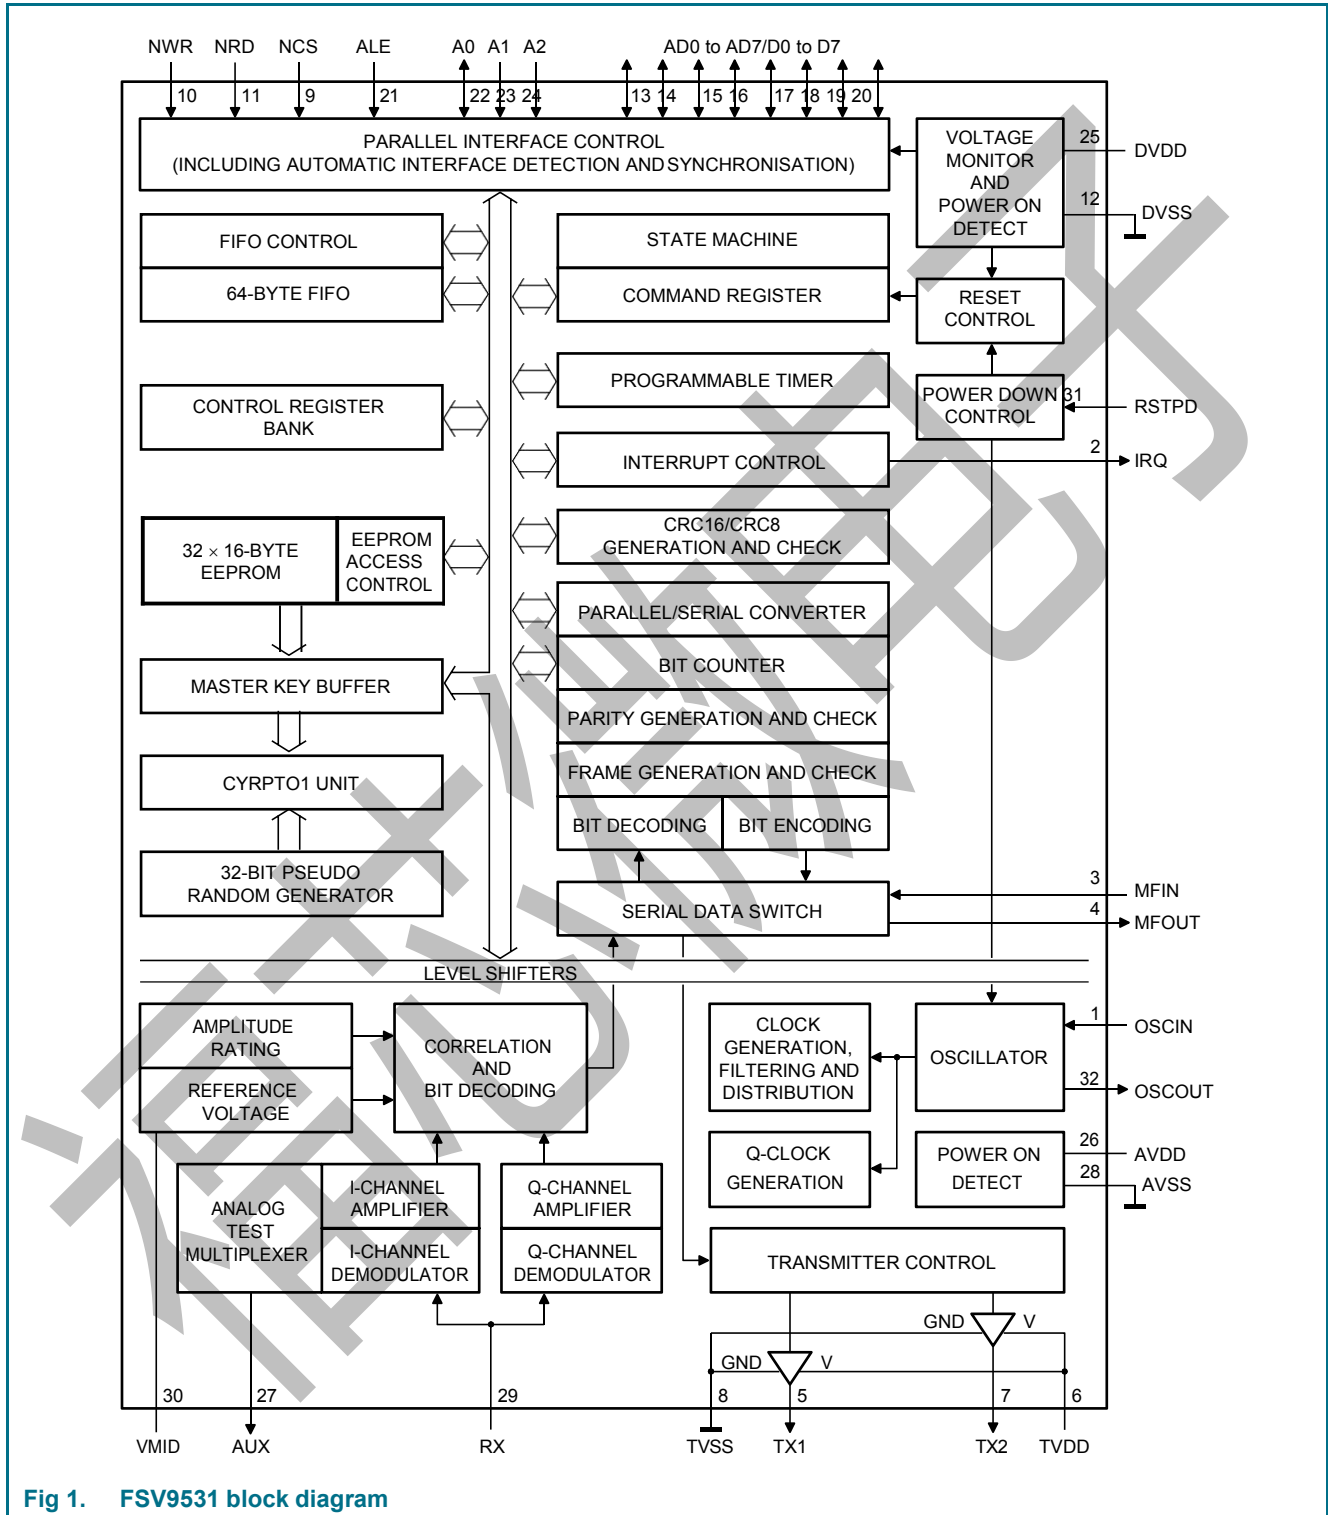 NWR NRD NCS ALE A0 A1 A2 AD0 to AD7/D0 to D7
10 11 9 21 22 23 24 13 14 15 16 17 18 19 20
PARALLEL INTERFACE CONTROL
(INCLUDING AUTOMATIC INTERFACE DETECTION AND SYNCHRONISATION)
VOLTAGE
MONITOR
AND
POWER ON
DETECT
25 DVDD
12 DVSS
FIFO CONTROL
64-BYTE FIFO
STATE MACHINE
COMMAND REGISTER
RESET
CONTROL
CONTROL REGISTER
BANK
PROGRAMMABLE TIMER
INTERRUPT CONTROL
POWER DOWN
CONTROL
31 RSTPD
2 IRQ
32 × 16-BYTE
EEPROM
EEPROM
ACCESS
CONTROL
CRC16/CRC8
GENERATION AND CHECK
PARALLEL/SERIAL CONVERTER
BIT COUNTER
PARITY GENERATION AND CHECK
FRAME GENERATION AND CHECK
BIT DECODING BIT ENCODING
MASTER KEY BUFFER
CYRPTO1 UNIT
32-BIT PSEUDO
RANDOM GENERATOR
SERIAL DATA SWITCH
3 MFIN
4 MFOUT
LEVEL SHIFTERS
AMPLITUDE
RATING
REFERENCE
VOLTAGE
CORRELATION
AND
BIT DECODING
CLOCK
GENERATION,
FILTERING AND
DISTRIBUTION
OSCILLATOR
1 OSCIN
32 OSCOUT
Q-CLOCK
GENERATION
POWER ON
DETECT
26 AVDD
28 AVSS
ANALOG
TEST
MULTIPLEXER
I-CHANNEL
AMPLIFIER
I-CHANNEL
DEMODULATOR
Q-CHANNEL
AMPLIFIER
Q-CHANNEL
DEMODULATOR
TRANSMITTER CONTROL
GND V
GND V
30 27 29 8 5 7 6
VMID AUX RX TVSS TX1 TX2 TVDD
Fig 1. FSV9531 block diagram
福芯微电子